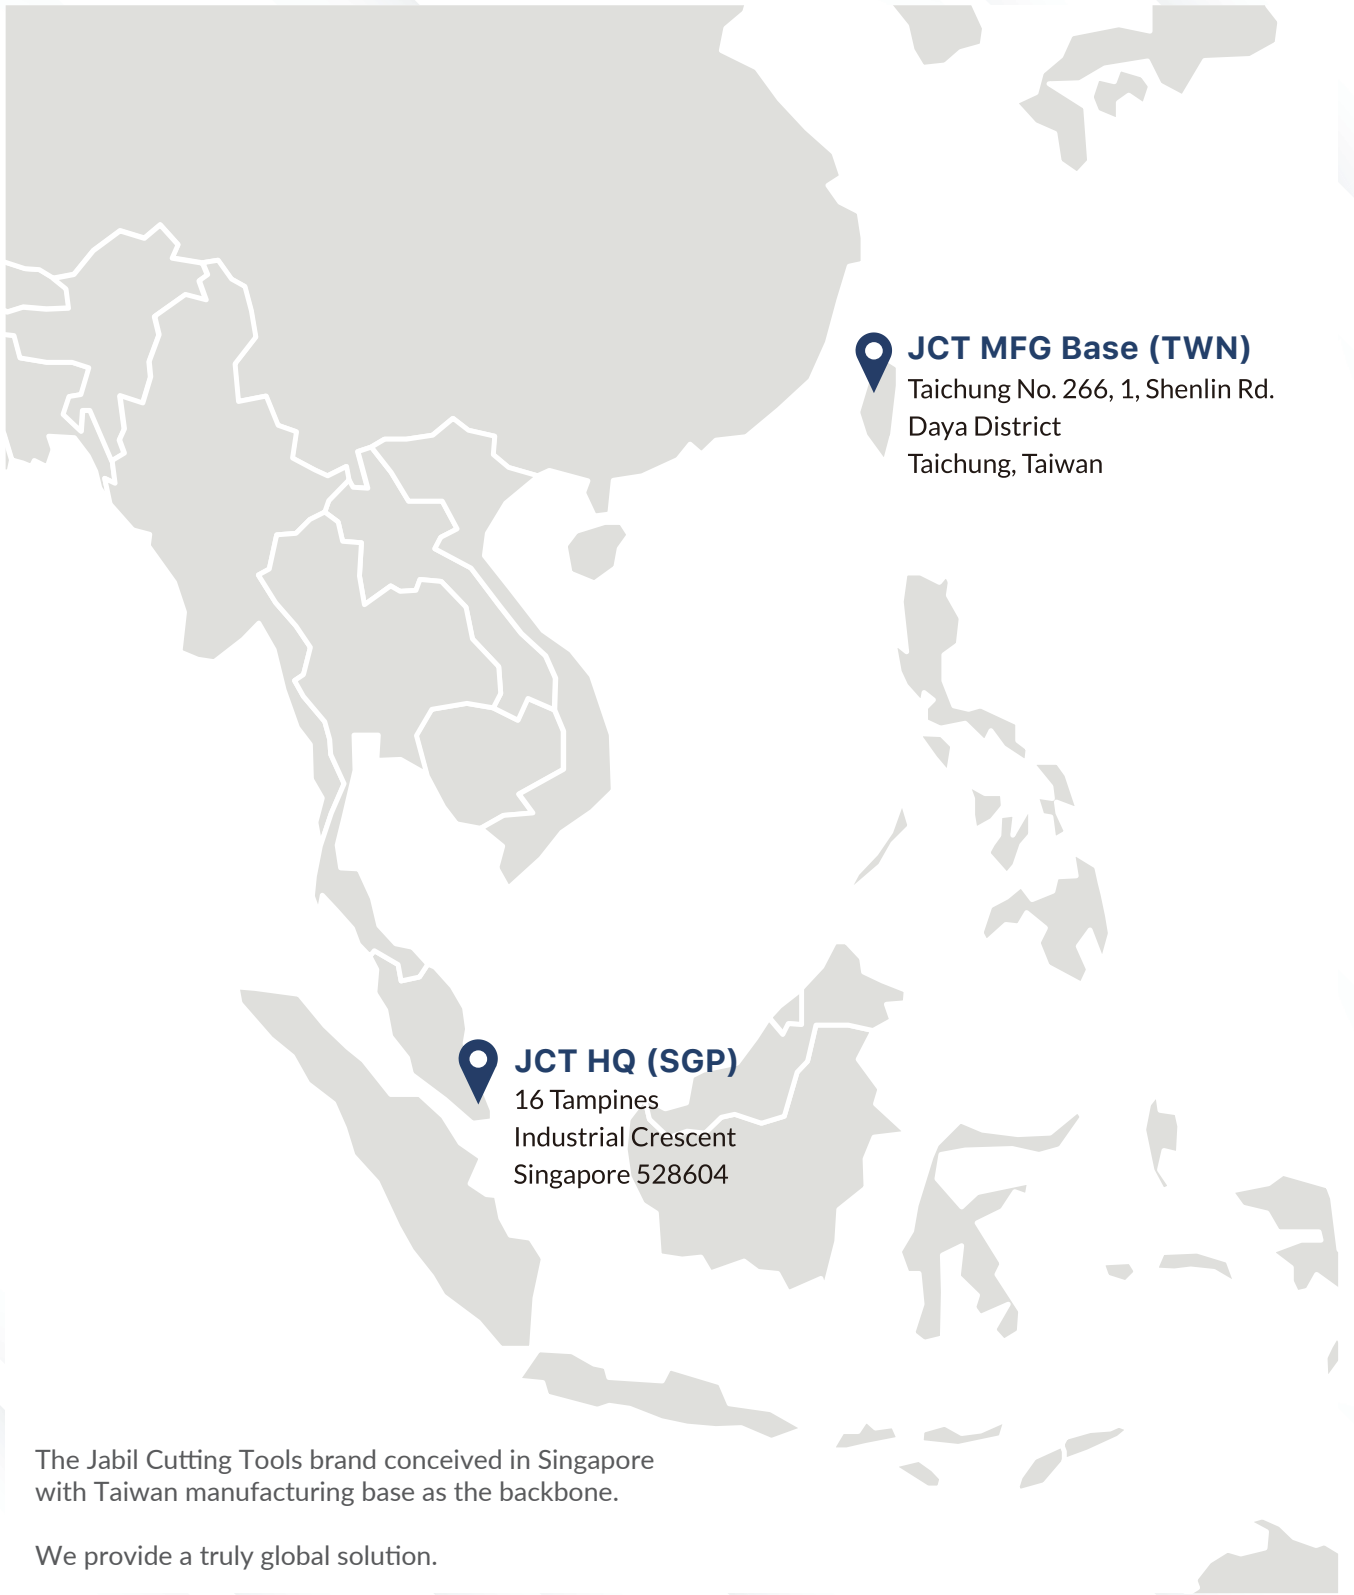 JCT MFG Base (TWN)
Taichung No. 266, 1, Shenlin Rd.
Daya District
Taichung, Taiwan
JCT HQ (SGP)
16 Tampines
Industrial Crescent
Singapore 528604
The Jabil Cutting Tools brand conceived in Singapore
with Taiwan manufacturing base as the backbone.
We provide a truly global solution.